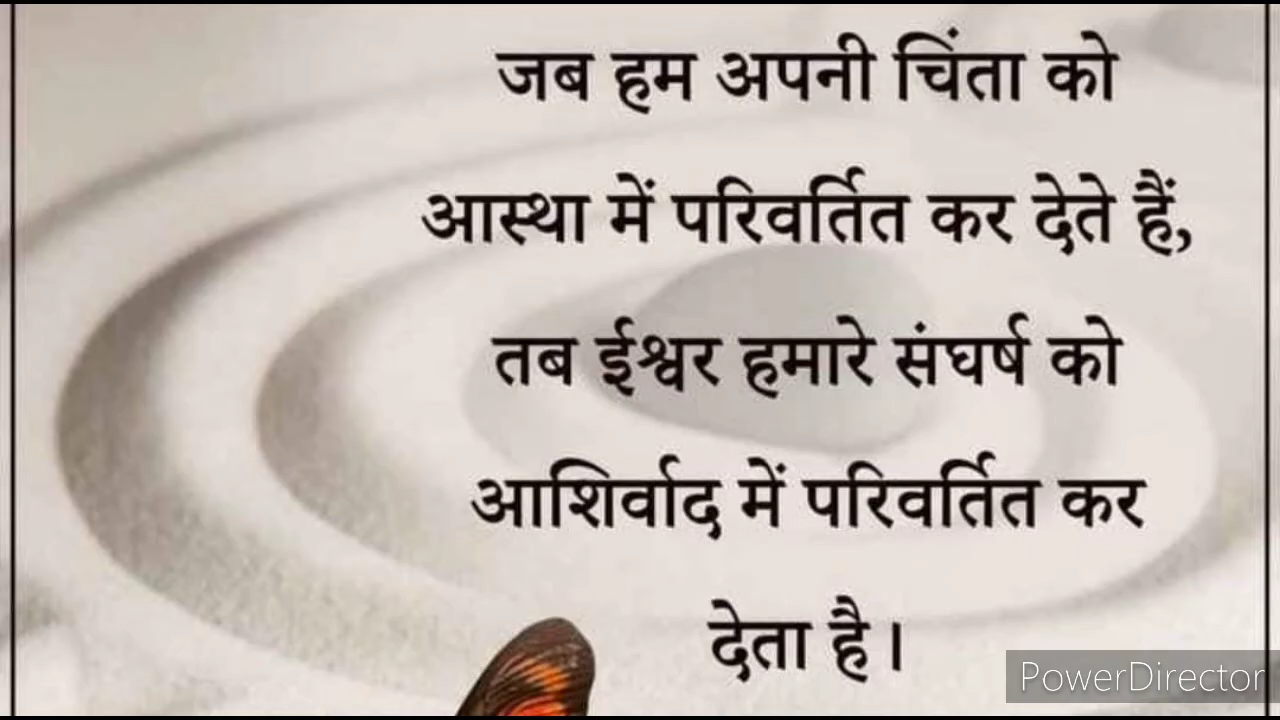 जब हम अपनी चिंता को
आस्था में परिवर्तित कर देते हैं,
तब ईश्वर हमारे संघर्ष को
आशिर्वाद में परिवर्तित कर
देता है।
PowerDirector